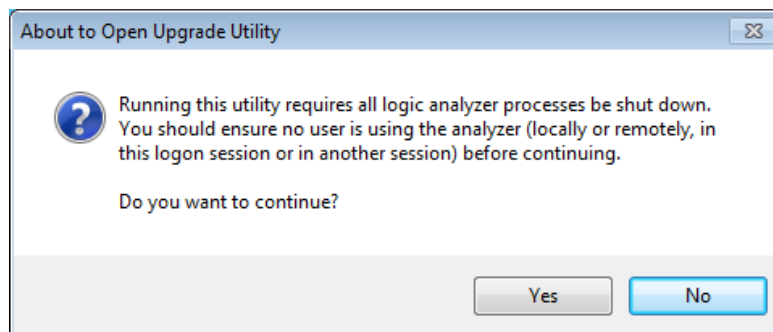 About to Open Upgrade Utility
Running this utility requires all logic analyzer processes be shut down.
You should ensure no user is using the analyzer (locally or remotely, in
this logon session or in another session) before continuing.
Do you want to continue?
Yes
No